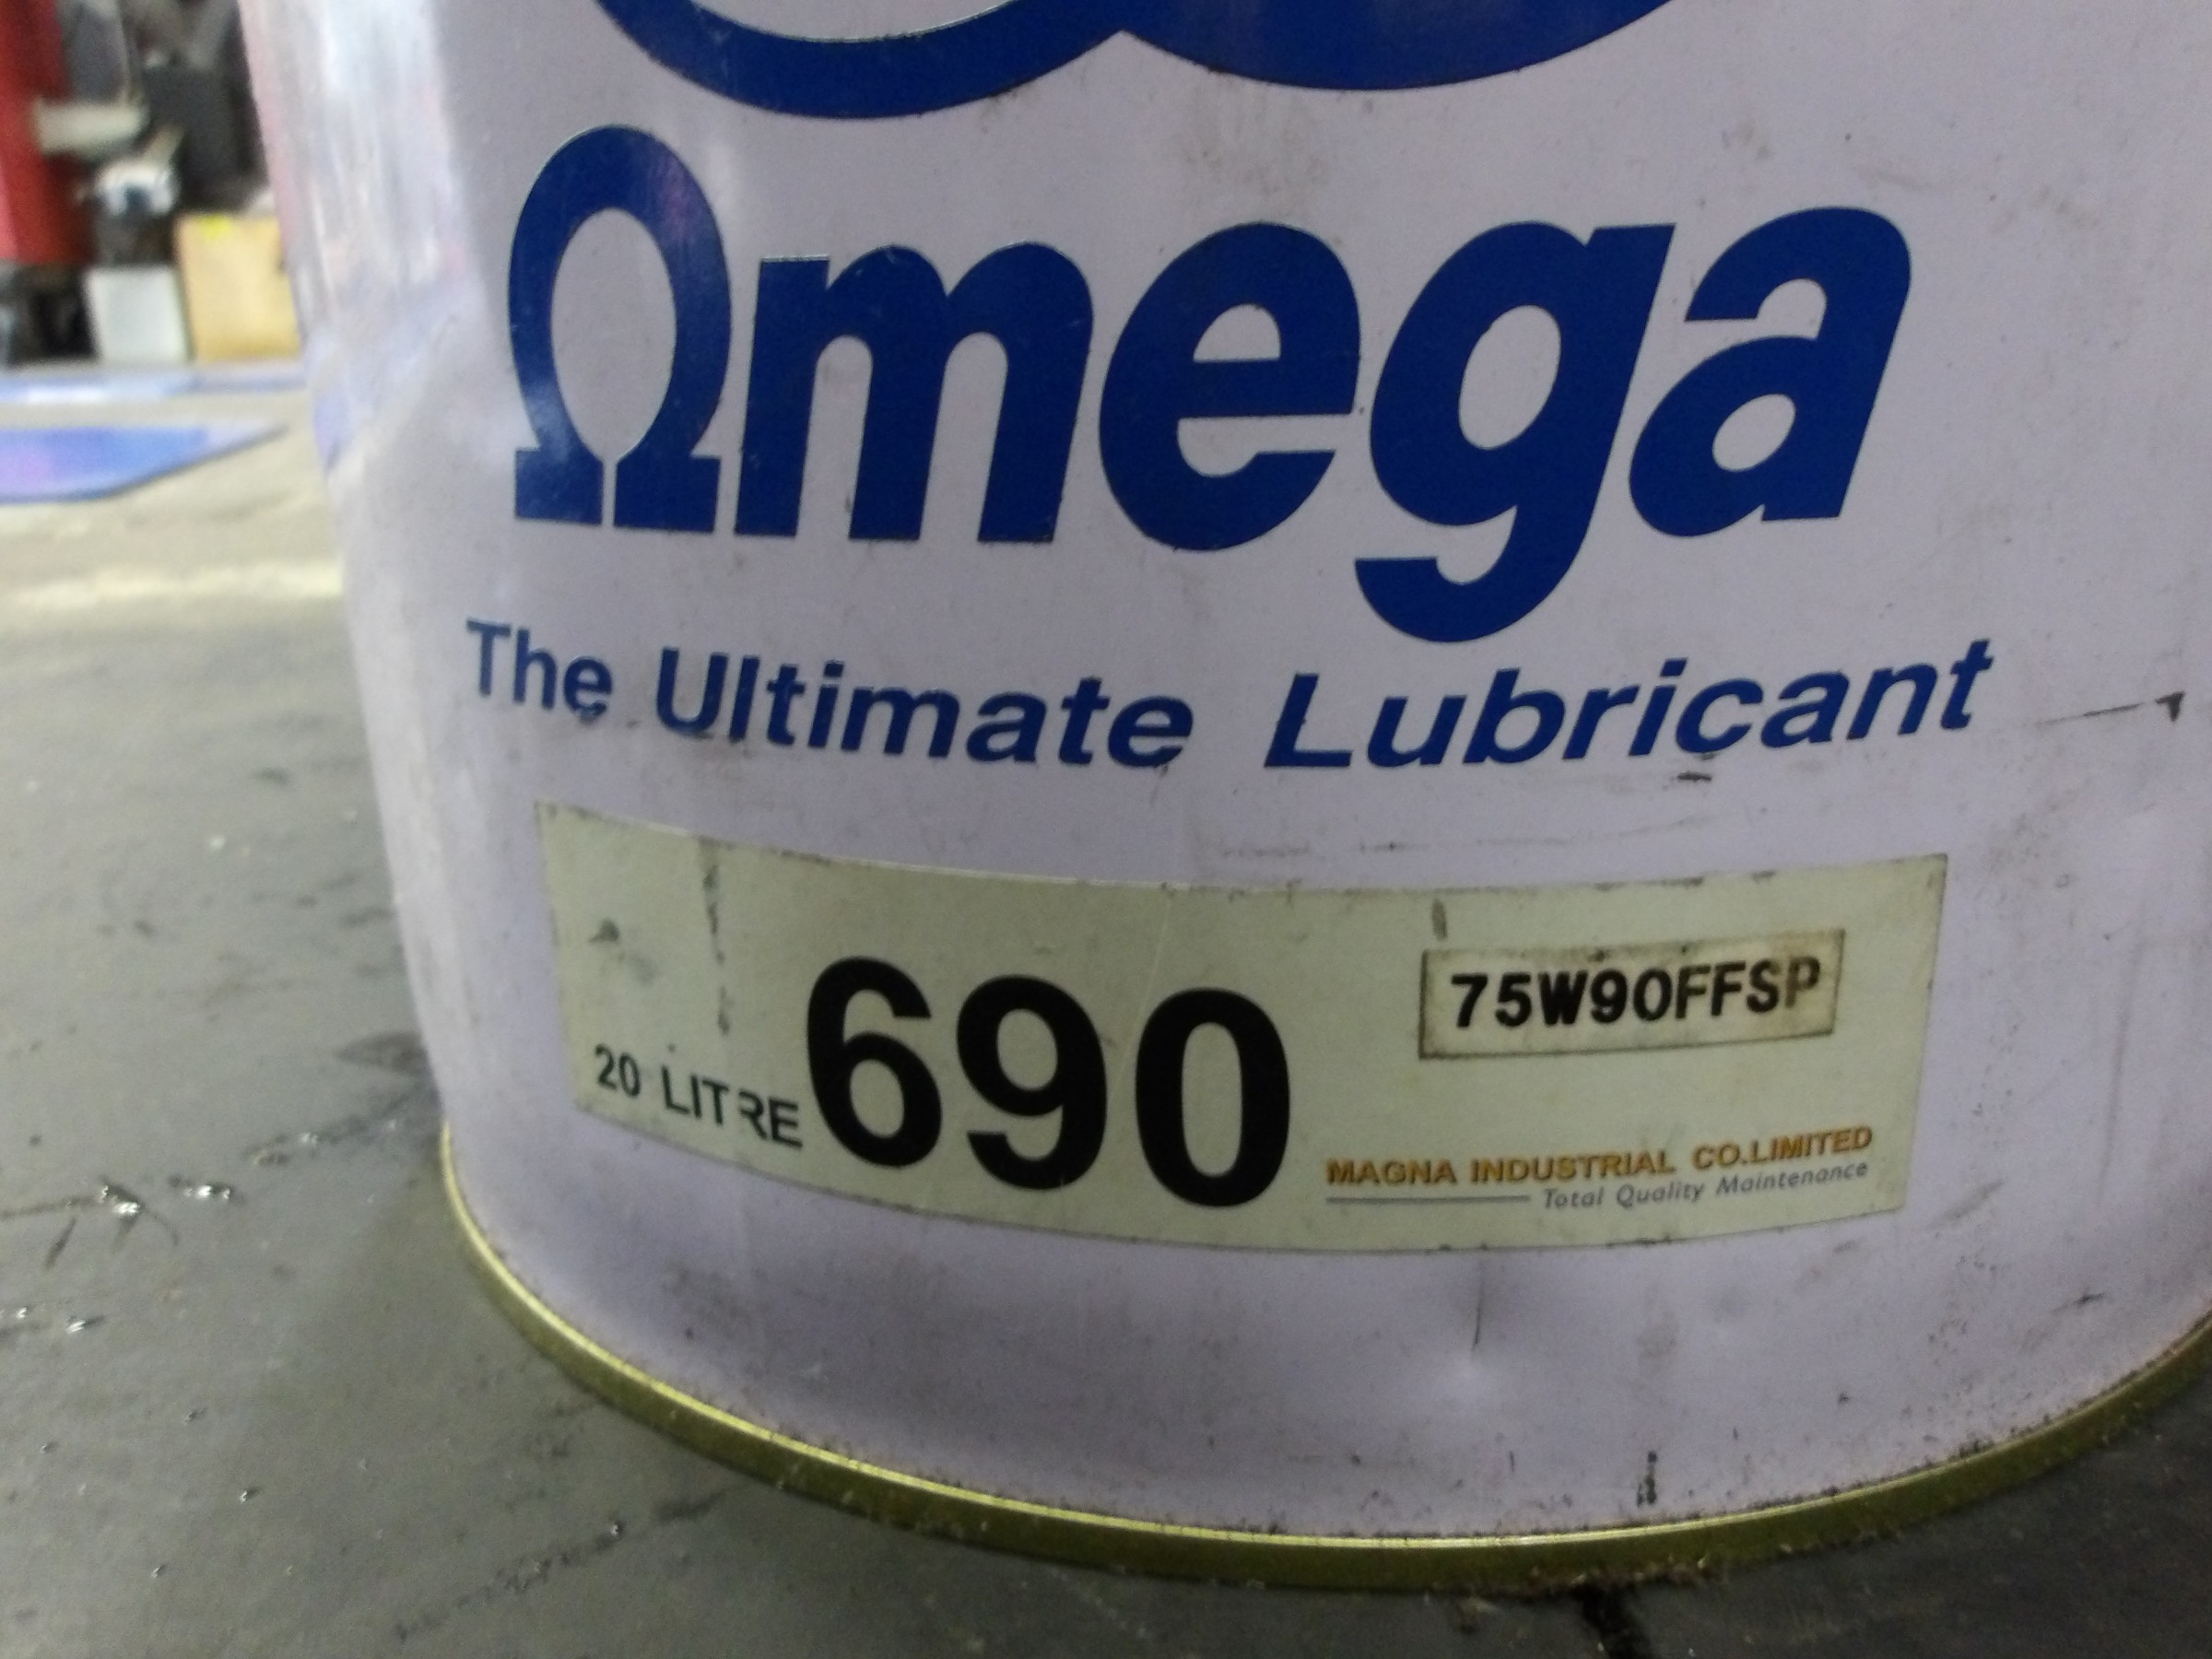 Ωmega
The Ultimate Lubricant
75W90FFSP
20 LITRE 690
MAGNA INDUSTRIAL CO.LIMITED
Total Quality Maintenance